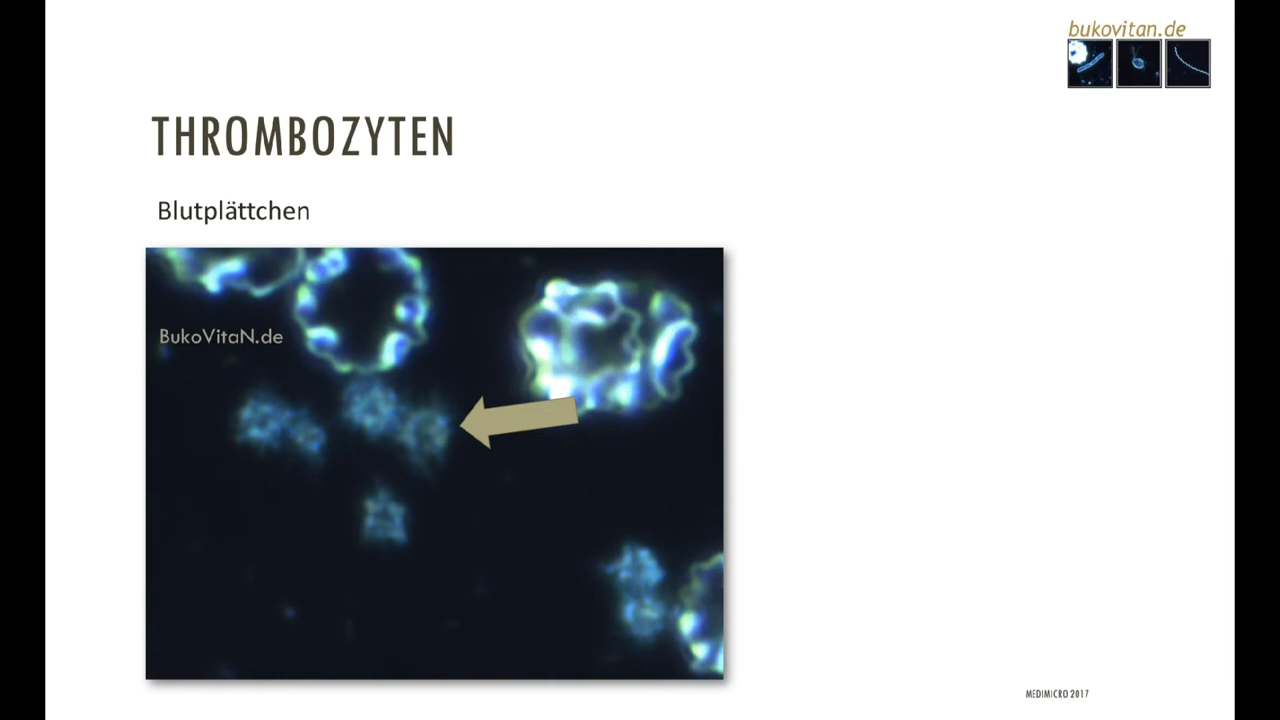 bukovitan.de
THROMBOZYTEN
Blutplättchen
BukoVitaN.de
MEDIMICRO 2017